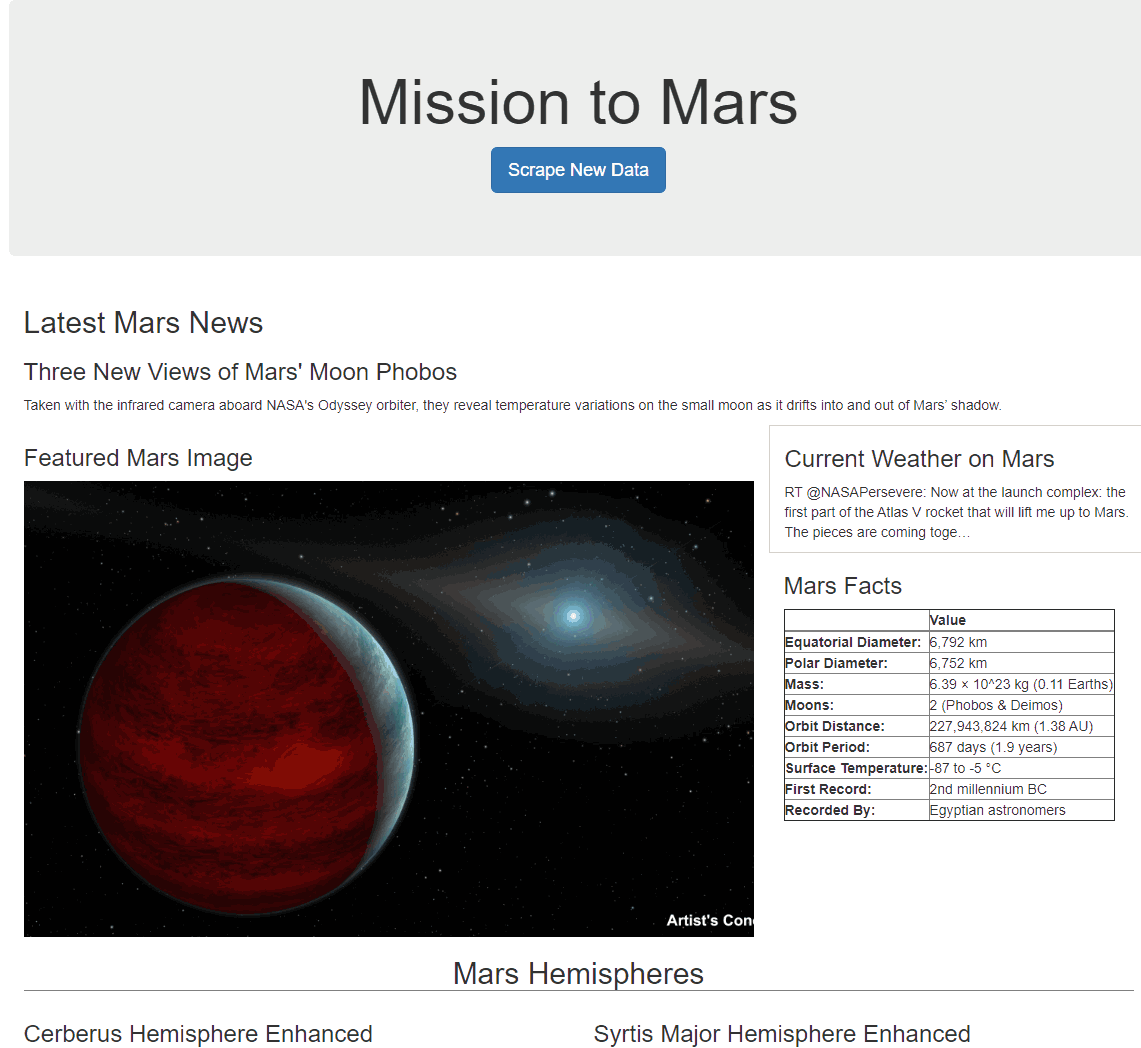 Mission to Mars
Scrape New Data
Latest Mars News
Three New Views of Mars' Moon Phobos
Taken with the infrared camera aboard NASA's Odyssey orbiter, they reveal temperature variations on the small moon as it drifts into and out of Mars’ shadow.
Featured Mars Image
Artist's Con
Current Weather on Mars
RT @NASAPersevere: Now at the launch complex: the
first part of the Atlas V rocket that will lift me up to Mars.
The pieces are coming toge…
Mars Facts
Value
Equatorial Diameter: 6,792 km
Polar Diameter: 6,752 km
Mass: 6.39 × 10^23 kg (0.11 Earths)
Moons: 2 (Phobos & Deimos)
Orbit Distance: 227,943,824 km (1.38 AU)
Orbit Period: 687 days (1.9 years)
Surface Temperature: -87 to -5 °C
First Record: 2nd millennium BC
Recorded By: Egyptian astronomers
Mars Hemispheres
Cerberus Hemisphere Enhanced
Syrtis Major Hemisphere Enhanced